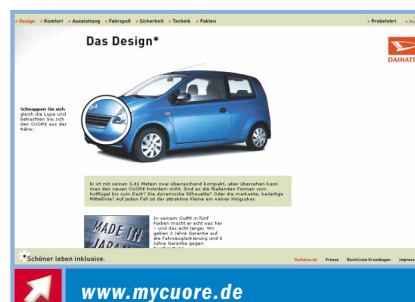 » Design » Komfort » Ausstattung » Fahrspaß » Sicherheit » Technik » Fakten » Probefahrt
Das Design*
DAIHATSU
Schnappen Sie sich
gleich die Lupe und
betrachten Sie sich
den CUORE aus der
Nähe:
Er ist mit seinen 3,41 Metern zwar überraschend kompakt, aber übersehen kann
man den neuen CUORE trotzdem nicht. Sind es die fließenden Formen vom
Kotflügel bis zum Dach? Die dynamische Silhouette? Oder die markante, keilartige
Mittellinie? Auf jeden Fall ist der attraktive Kleine ein wahrer Hingucker.
MADE IN
JAPAN
In seinem Outfit in fünf
Farben macht er echt was her
– und das echt lange: Wir
geben 3 Jahre Garantie auf
die Fahrzeuglackierung und 6
Jahre Garantie gegen
*Schöner leben inklusive.
Daihatsu.de Presse Rechtliche Grundlagen
www.mycuore.de